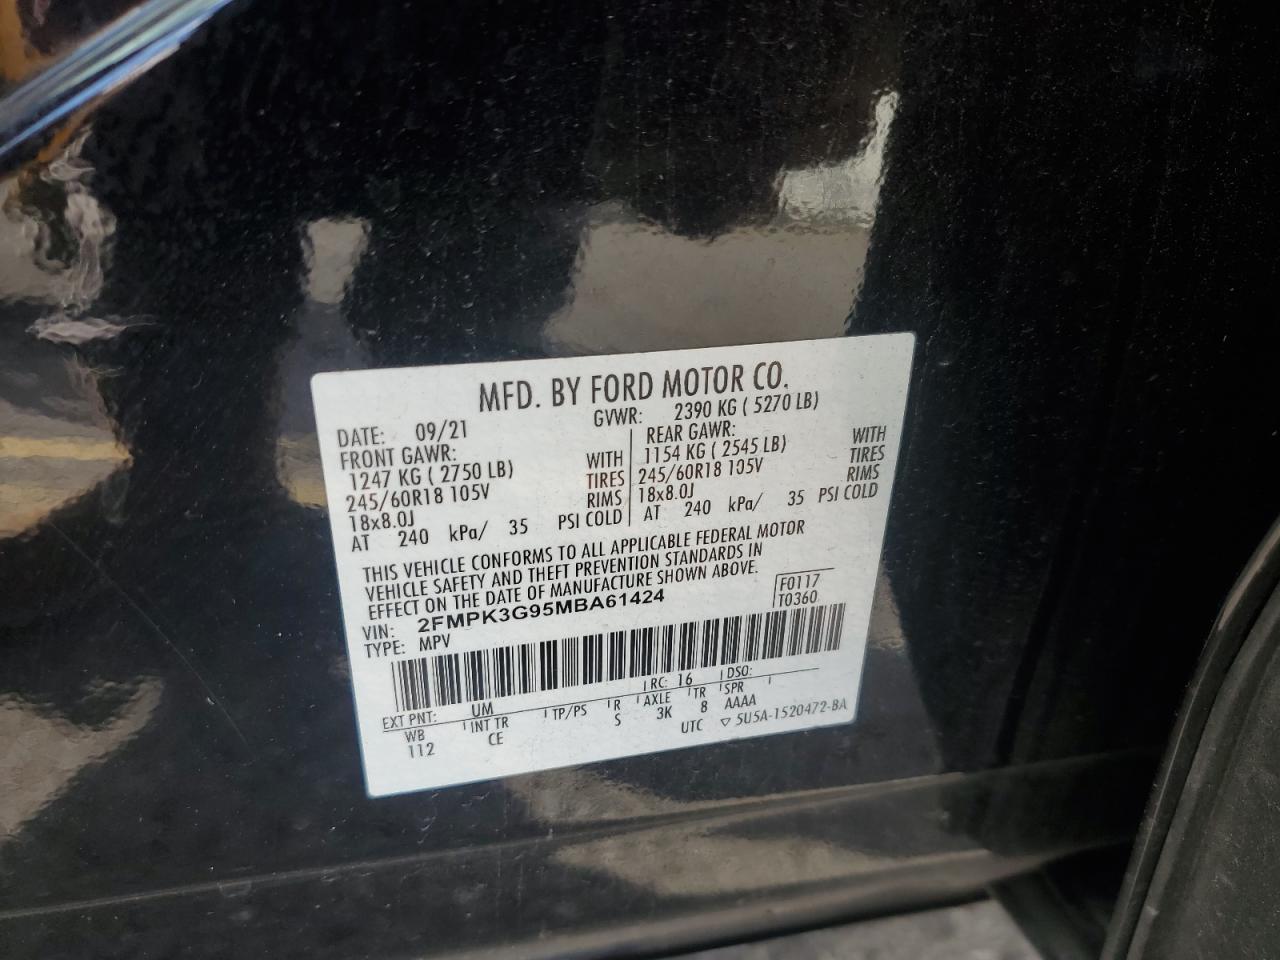 MFD. BY FORD MOTOR CO.
DATE: 09/21 GVWR: 2390 KG ( 5270 LB)
FRONT GAWR: REAR GAWR:
1247 KG ( 2750 LB) WITH 1154 KG ( 2545 LB) WITH
245/60R18 105V TIRES 245/60R18 105V TIRES
18x8.0J RIMS 18x8.0J RIMS
AT 240 kPa/ 35 PSI COLD AT 240 kPa/ 35 PSI COLD
THIS VEHICLE CONFORMS TO ALL APPLICABLE FEDERAL MOTOR
VEHICLE SAFETY AND THEFT PREVENTION STANDARDS IN
EFFECT ON THE DATE OF MANUFACTURE SHOWN ABOVE.
VIN: 2FMPK3G95MBA61424 F0117
TYPE: MPV T0360
EXT PNT: UM RC: 16 DSO:
WB INT TR TP/PS R AXLE TR SPR
112 CE S 3K 8 AAAA
UTC ▽ 5U5A-1520472-BA